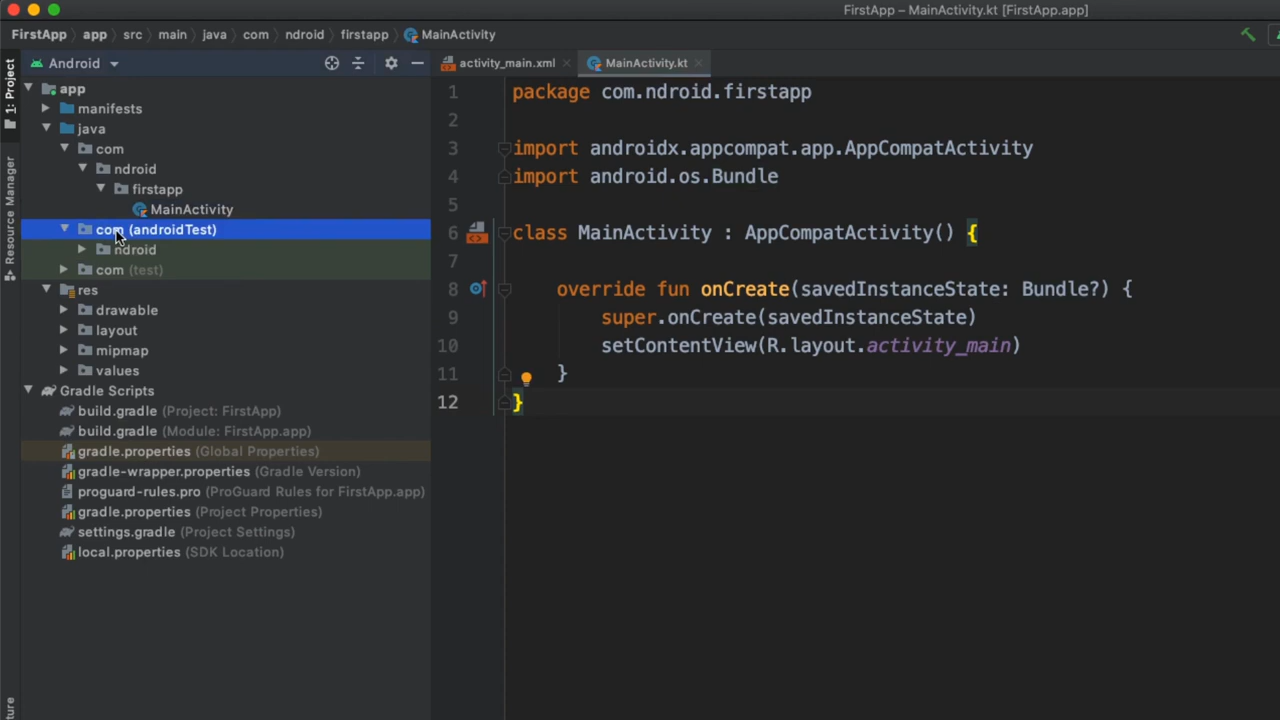 FirstApp – MainActivity.kt [FirstApp.app]
FirstApp app src main java com ndroid firstapp MainActivity
1: Project
Resource Manager
ture
Android
app
manifests
java
com
ndroid
firstapp
MainActivity
com (androidTest)
ndroid
com (test)
res
drawable
layout
mipmap
values
Gradle Scripts
build.gradle (Project: FirstApp)
build.gradle (Module: FirstApp.app)
gradle.properties (Global Properties)
gradle-wrapper.properties (Gradle Version)
proguard-rules.pro (ProGuard Rules for FirstApp.app)
gradle.properties (Project Properties)
settings.gradle (Project Settings)
local.properties (SDK Location)
activity_main.xml MainActivity.kt
1 package com.ndroid.firstapp
2
3 import androidx.appcompat.app.AppCompatActivity
4 import android.os.Bundle
5
6 class MainActivity : AppCompatActivity() {
7
8 override fun onCreate(savedInstanceState: Bundle?) {
9 super.onCreate(savedInstanceState)
10 setContentView(R.layout.activity_main)
11 }
12 }